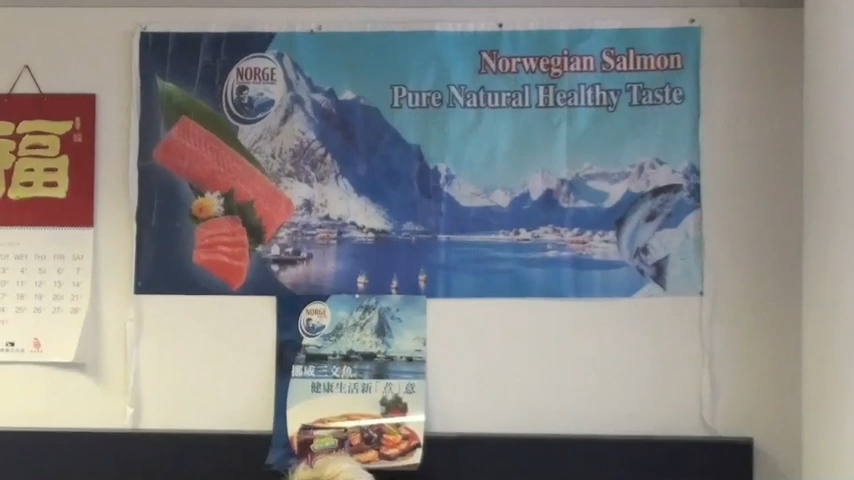 福
TUE WED THU FRI SAT
NORGE
Norwegian Salmon
Pure Natural Healthy Taste
NORGE
挪威三文魚
健康生活新「煮」意